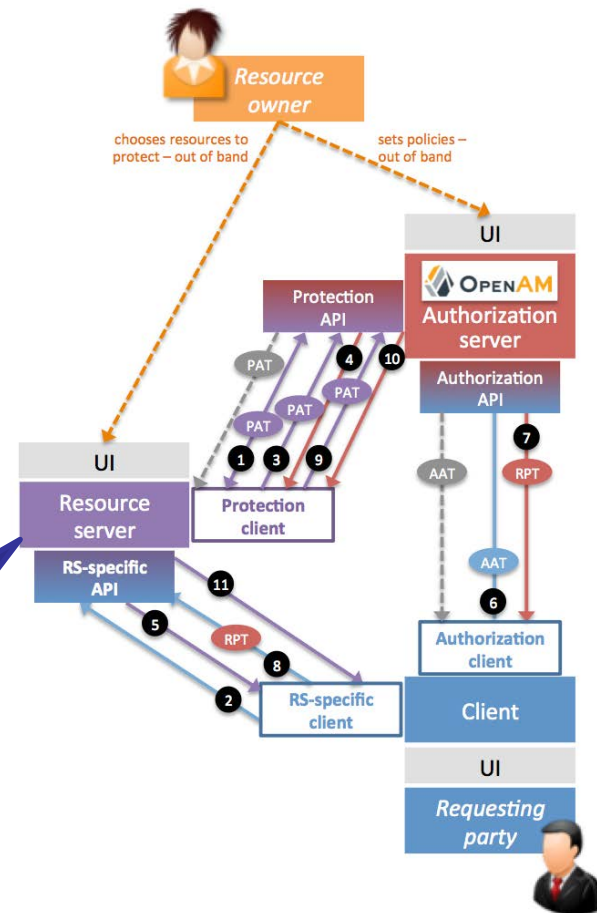 Resource
owner
chooses resources to
protect – out of band
sets policies –
out of band
UI
OPENAM
Authorization
server
Protection
API
Authorization
API
4
10
PAT
PAT
PAT
PAT
1
3
9
7
AAT
RPT
AAT
6
UI
Resource
server
Protection
client
RS-specific
API
11
5
RPT
8
2
Authorization
client
RS-specific
client
Client
UI
Requesting
party